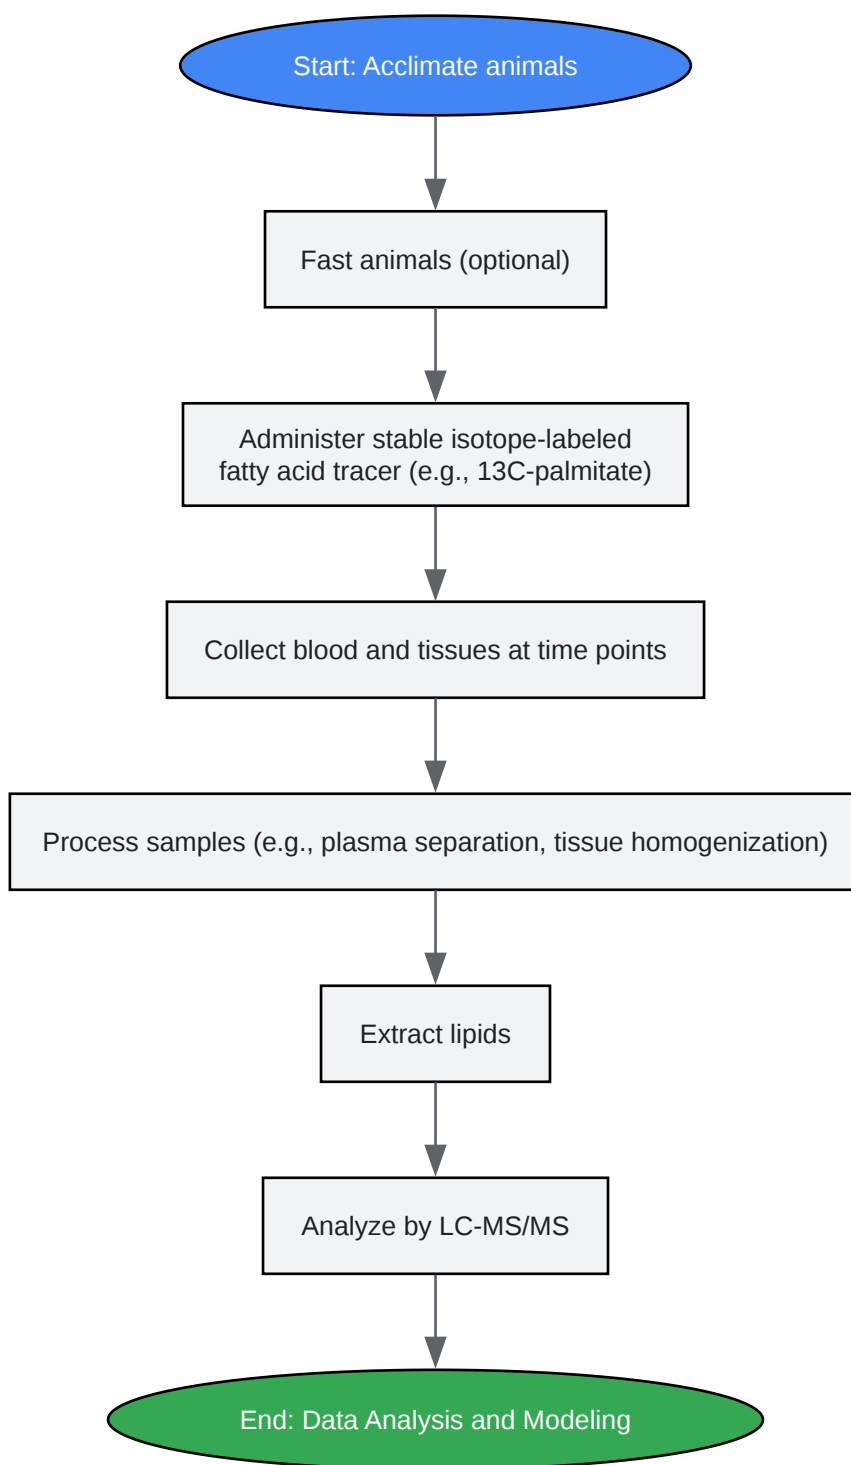 Start: Acclimate animals
Fast animals (optional)
Administer stable isotope-labeled
fatty acid tracer (e.g., 13C-palmitate)
Collect blood and tissues at time points
Process samples (e.g., plasma separation, tissue homogenization)
Extract lipids
Analyze by LC-MS/MS
End: Data Analysis and Modeling